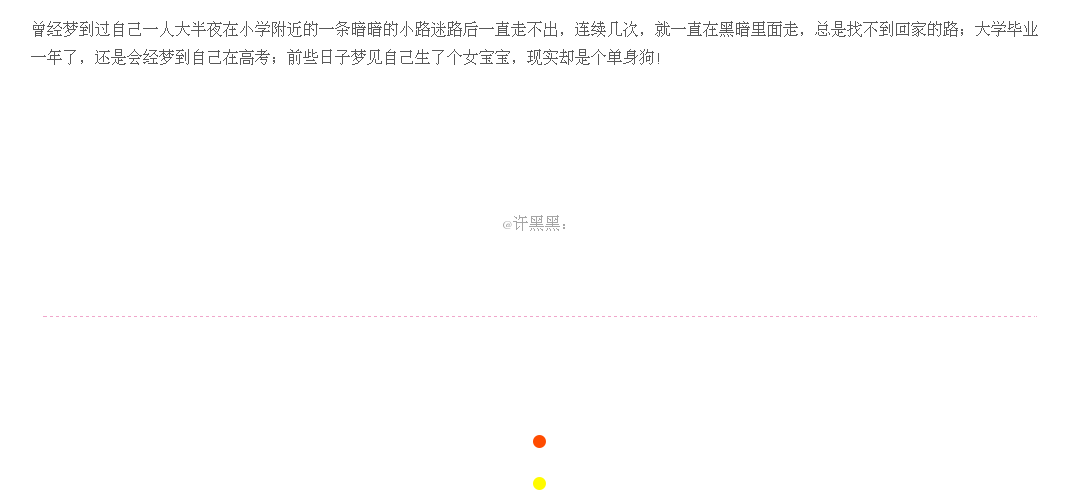 曾经梦到过自己一人大半夜在小学附近的一条暗暗的小路迷路后一直走不出，连续几次，就一直在黑暗里面走，总是找不到回家的路；大学毕业
一年了，还是会经梦到自己在高考；前些日子梦见自己生了个女宝宝，现实却是个单身狗！
@许黑黑：